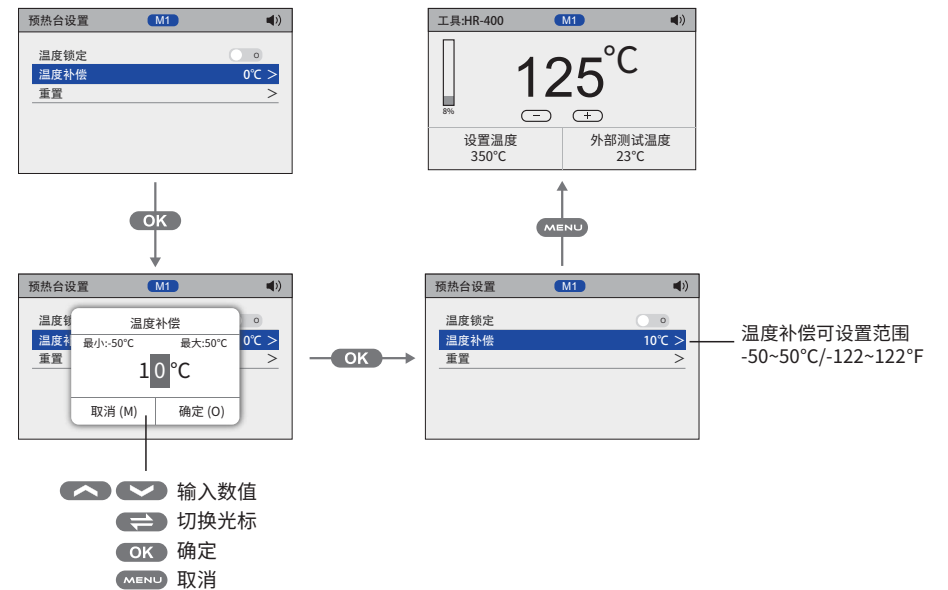 预热台设置 M1
温度锁定
温度补偿 0℃ >
重置 >
工具:HR-400 M1
125°C
8%
− +
设置温度
350°C
外部测试温度
23°C
OK
MENU
预热台设置 M1
温度锁
温度补 0℃ >
重置 >
温度补偿
最小:-50°C 最大:50°C
10°C
取消 (M) 确定 (O)
OK
预热台设置 M1
温度锁定
温度补偿 10℃ >
重置 >
温度补偿可设置范围
-50~50℃/-122~122°F
输入数值
切换光标
OK 确定
MENU 取消